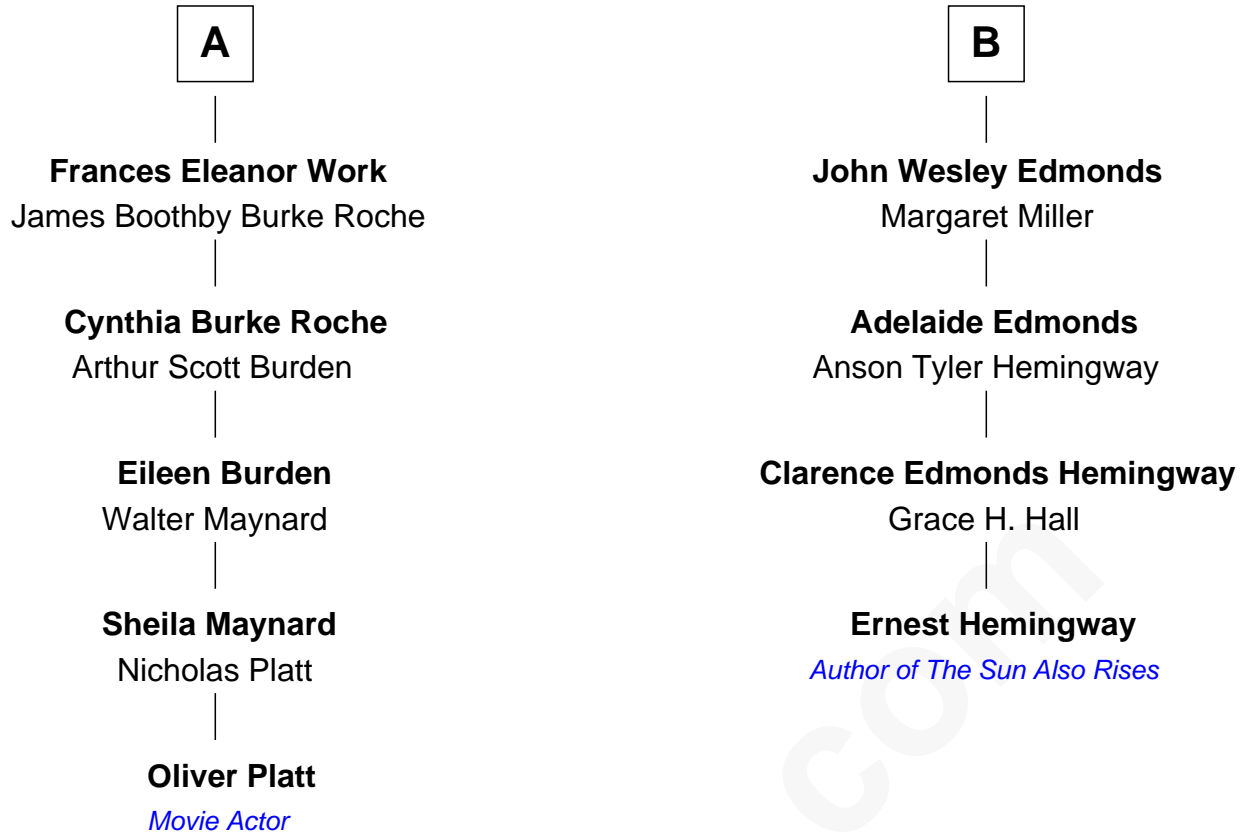 A
Frances Eleanor Work
James Boothby Burke Roche
Cynthia Burke Roche
Arthur Scott Burden
Eileen Burden
Walter Maynard
Sheila Maynard
Nicholas Platt
Oliver Platt
Movie Actor
B
John Wesley Edmonds
Margaret Miller
Adelaide Edmonds
Anson Tyler Hemingway
Clarence Edmonds Hemingway
Grace H. Hall
Ernest Hemingway
Author of The Sun Also Rises
com